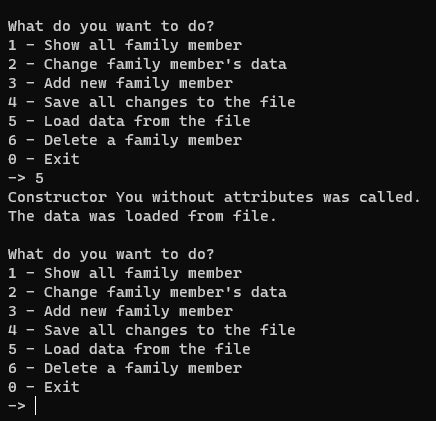 What do you want to do?
1 - Show all family member
2 - Change family member's data
3 - Add new family member
4 - Save all changes to the file
5 - Load data from the file
6 - Delete a family member
0 - Exit
-> 5
Constructor You without attributes was called.
The data was loaded from file.
What do you want to do?
1 - Show all family member
2 - Change family member's data
3 - Add new family member
4 - Save all changes to the file
5 - Load data from the file
6 - Delete a family member
0 - Exit
->